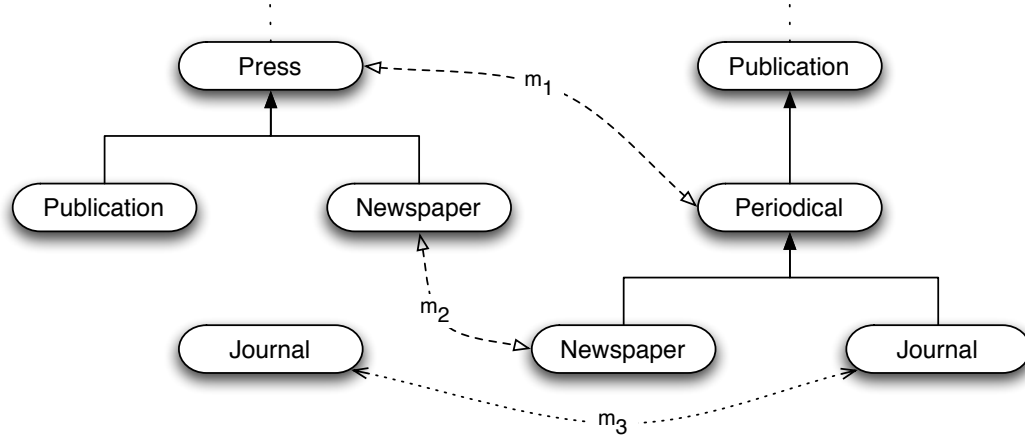 Press
Publication
m1
Publication
Newspaper
Periodical
m2
Journal
Newspaper
Journal
m3